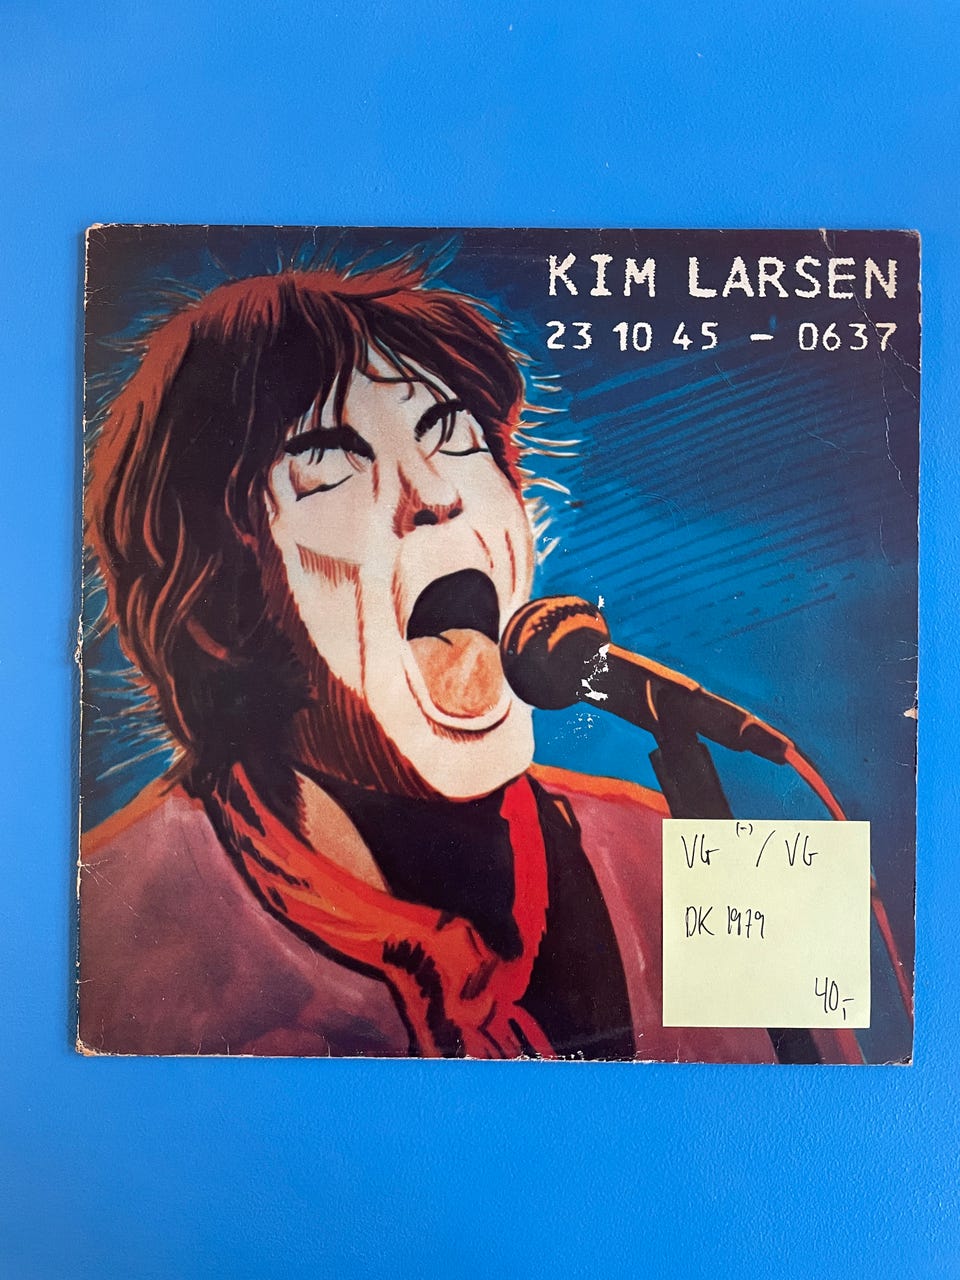 KIM LARSEN
23 10 45 - 0637
VG (-) / VG
DK 1979
40,-